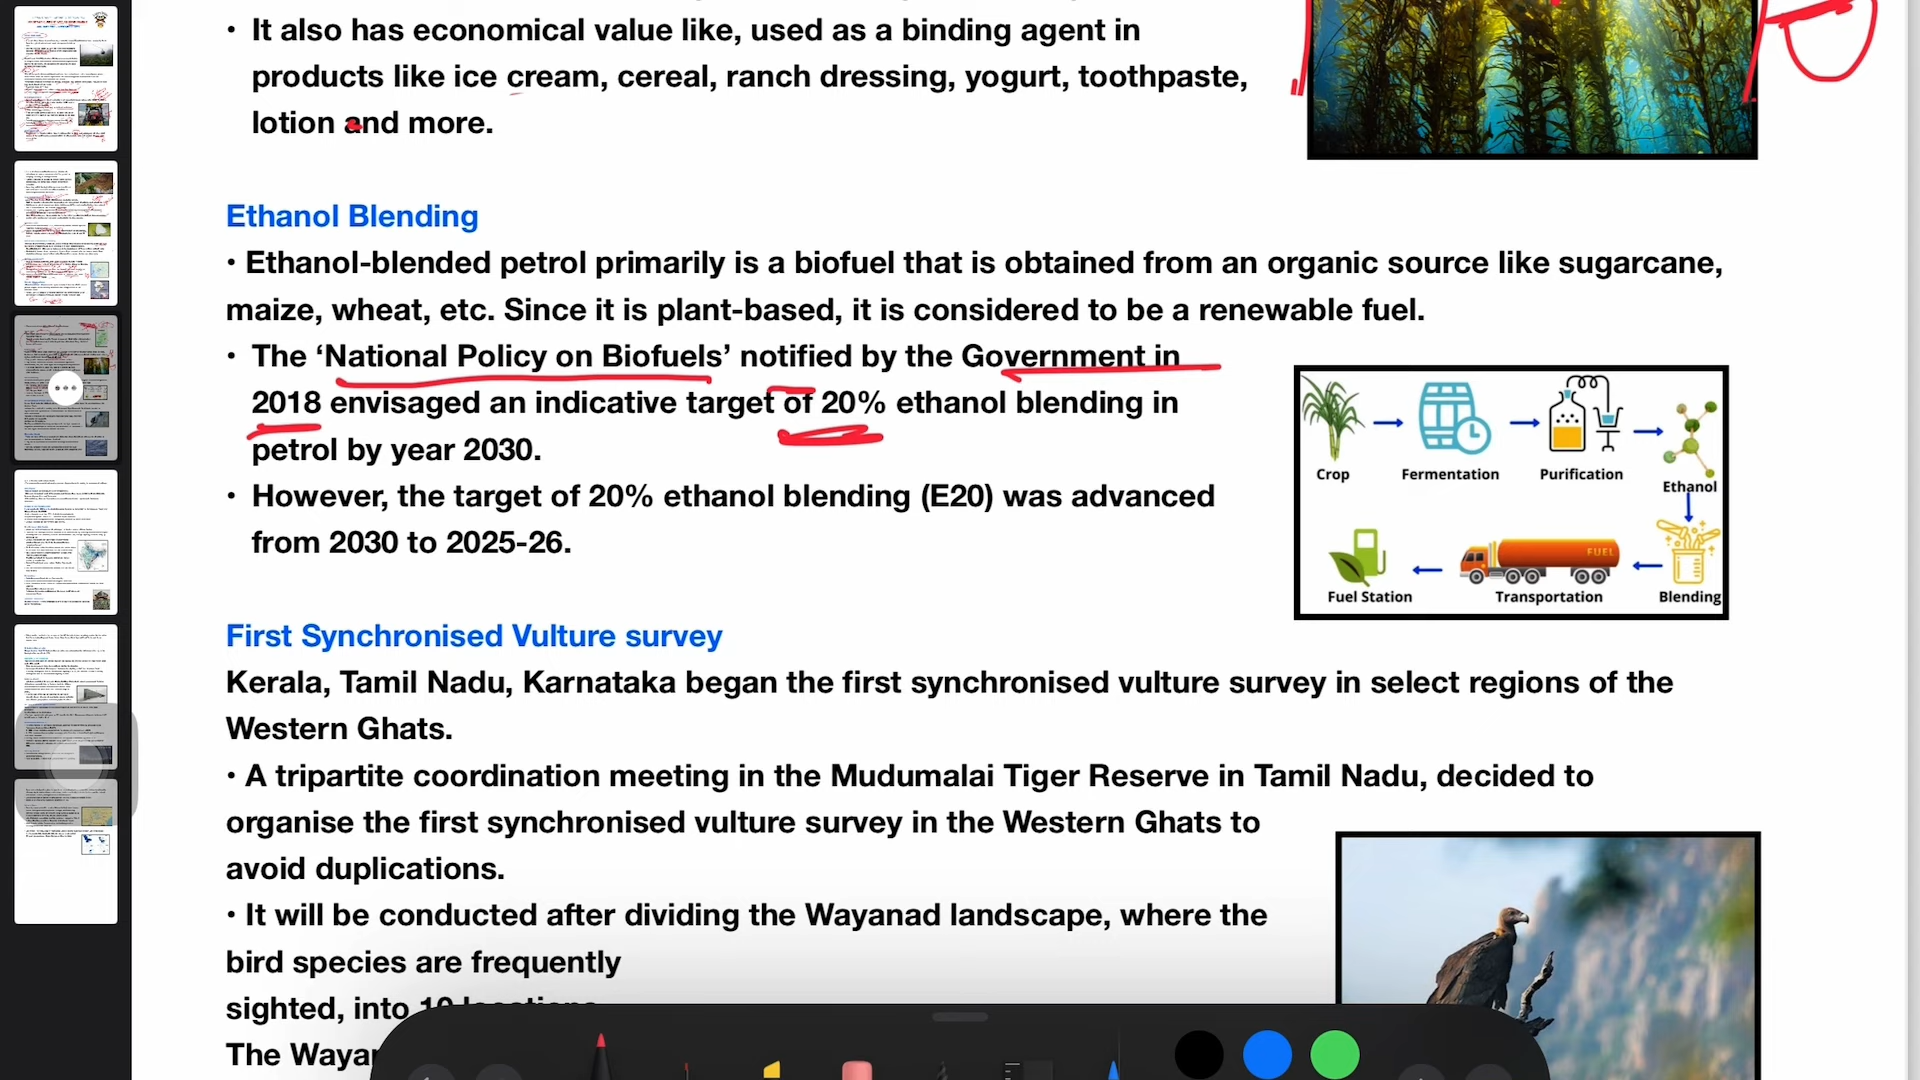 • It also has economical value like, used as a binding agent in
products like ice cream, cereal, ranch dressing, yogurt, toothpaste,
lotion and more.
Ethanol Blending
• Ethanol-blended petrol primarily is a biofuel that is obtained from an organic source like sugarcane,
maize, wheat, etc. Since it is plant-based, it is considered to be a renewable fuel.
• The ‘National Policy on Biofuels’ notified by the Government in
2018 envisaged an indicative target of 20% ethanol blending in
petrol by year 2030.
• However, the target of 20% ethanol blending (E20) was advanced
from 2030 to 2025-26.
Crop
Fermentation
Purification
Ethanol
FUEL
Fuel Station
Transportation
Blending
First Synchronised Vulture survey
Kerala, Tamil Nadu, Karnataka began the first synchronised vulture survey in select regions of the
Western Ghats.
• A tripartite coordination meeting in the Mudumalai Tiger Reserve in Tamil Nadu, decided to
organise the first synchronised vulture survey in the Western Ghats to
avoid duplications.
• It will be conducted after dividing the Wayanad landscape, where the
bird species are frequently
sighted, into 10 locations
The